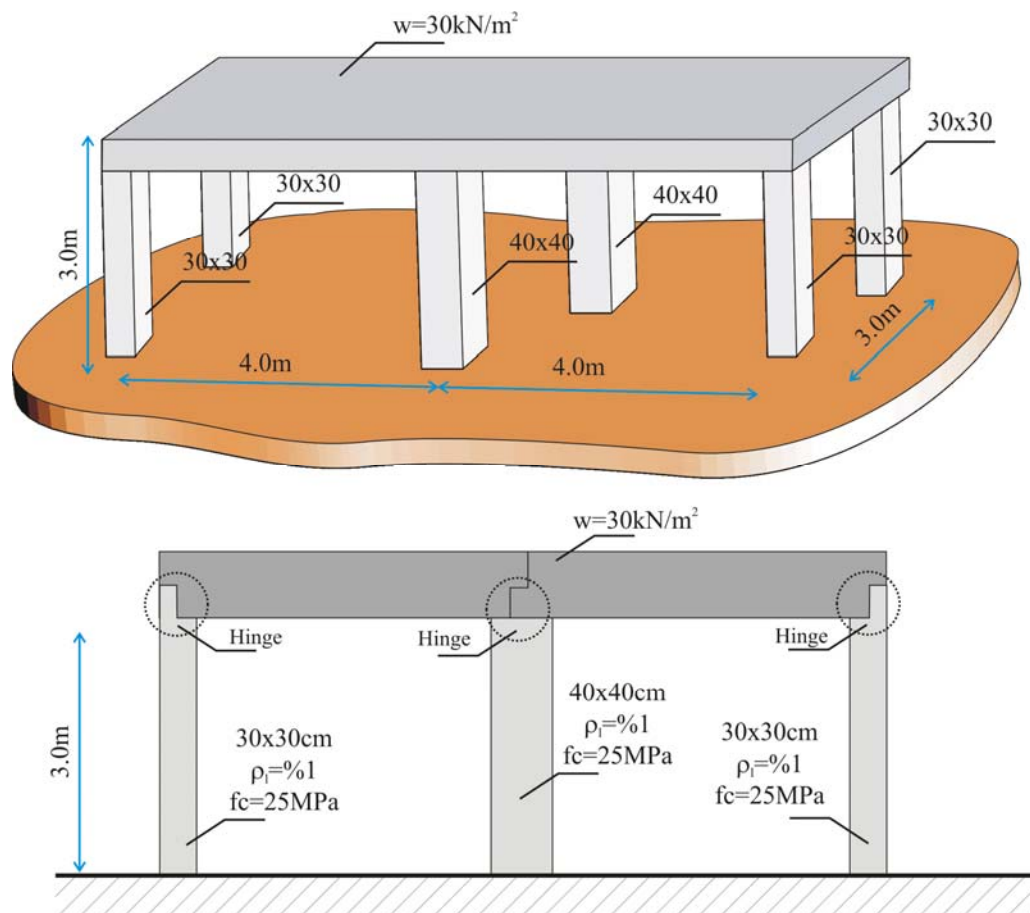 w=30kN/m²
30x30
30x30
40x40
3.0m
30x30
40x40
30x30
3.0m
4.0m
4.0m
w=30kN/m²
Hinge
Hinge
Hinge
3.0m
40x40cm
ρₗ=%1
fc=25MPa
30x30cm
ρₗ=%1
fc=25MPa
30x30cm
ρₗ=%1
fc=25MPa